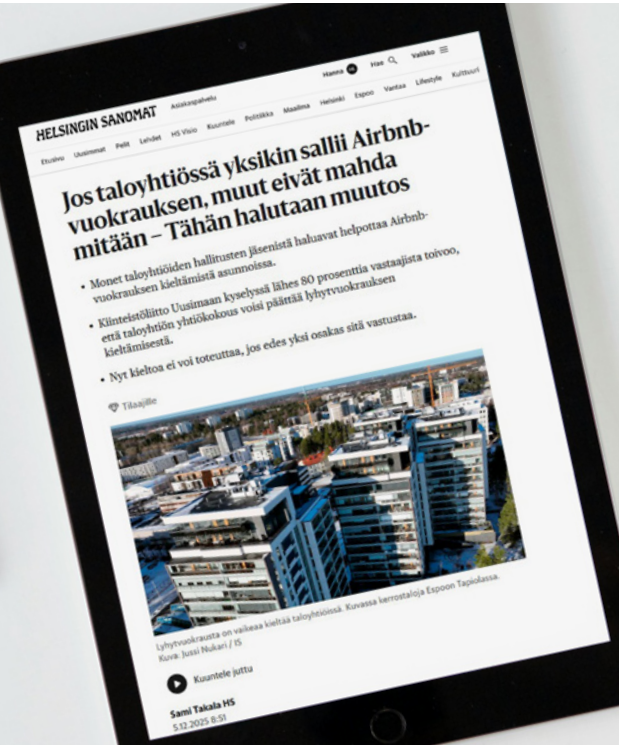 HELSINGIN SANOMAT
Asiakaspalvelu
Hanna
Hae
Valikko
Etusivu Uusimmat Pelit Lehdet HS Visio Kuuntele Politiikka Maailma Helsinki Espoo Vantaa Lifestyle Kulttuuri
Jos taloyhtiössä yksikin sallii Airbnb-
vuokrauksen, muut eivät mahda
mitään – Tähän halutaan muutos
• Monet taloyhtiöiden hallitusten jäsenistä haluavat helpottaa Airbnb-
vuokrauksen kieltämistä asunnoissa.
• Kiinteistöliitto Uusimaan kyselyssä lähes 80 prosenttia vastaajista toivoo,
että taloyhtiön yhtiökokous voisi päättää lyhytvuokrauksen
kieltämisestä.
• Nyt kieltoa ei voi toteuttaa, jos edes yksi osakas sitä vastustaa.
Tilaajille
Lyhytvuokrausta on vaikeaa kieltää taloyhtiöissä. Kuvassa kerrostaloja Espoon Tapiolassa.
Kuva: Jussi Nukari / IS
Kuuntele juttu
Sami Takala HS
5.12.2025 8:51